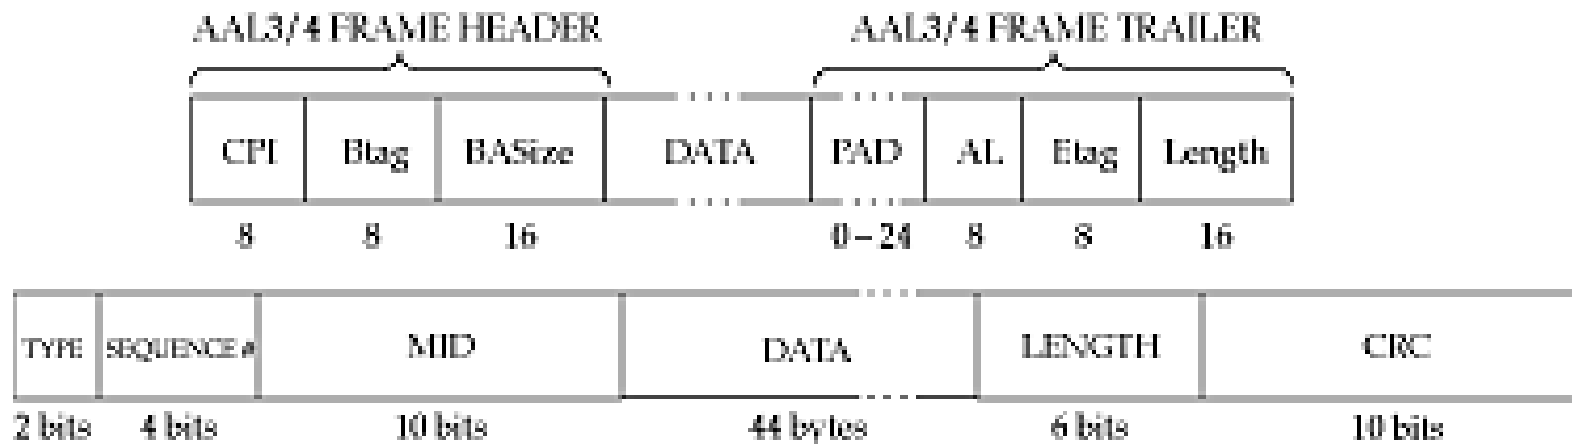 AAL3/4 FRAME HEADER AAL3/4 FRAME TRAILER
CPI Btag BASize DATA PAD AL Etag Length
8 8 16 0–24 8 8 16
TYPE SEQUENCE # MID DATA LENGTH CRC
2 bits 4 bits 10 bits 44 bytes 6 bits 10 bits